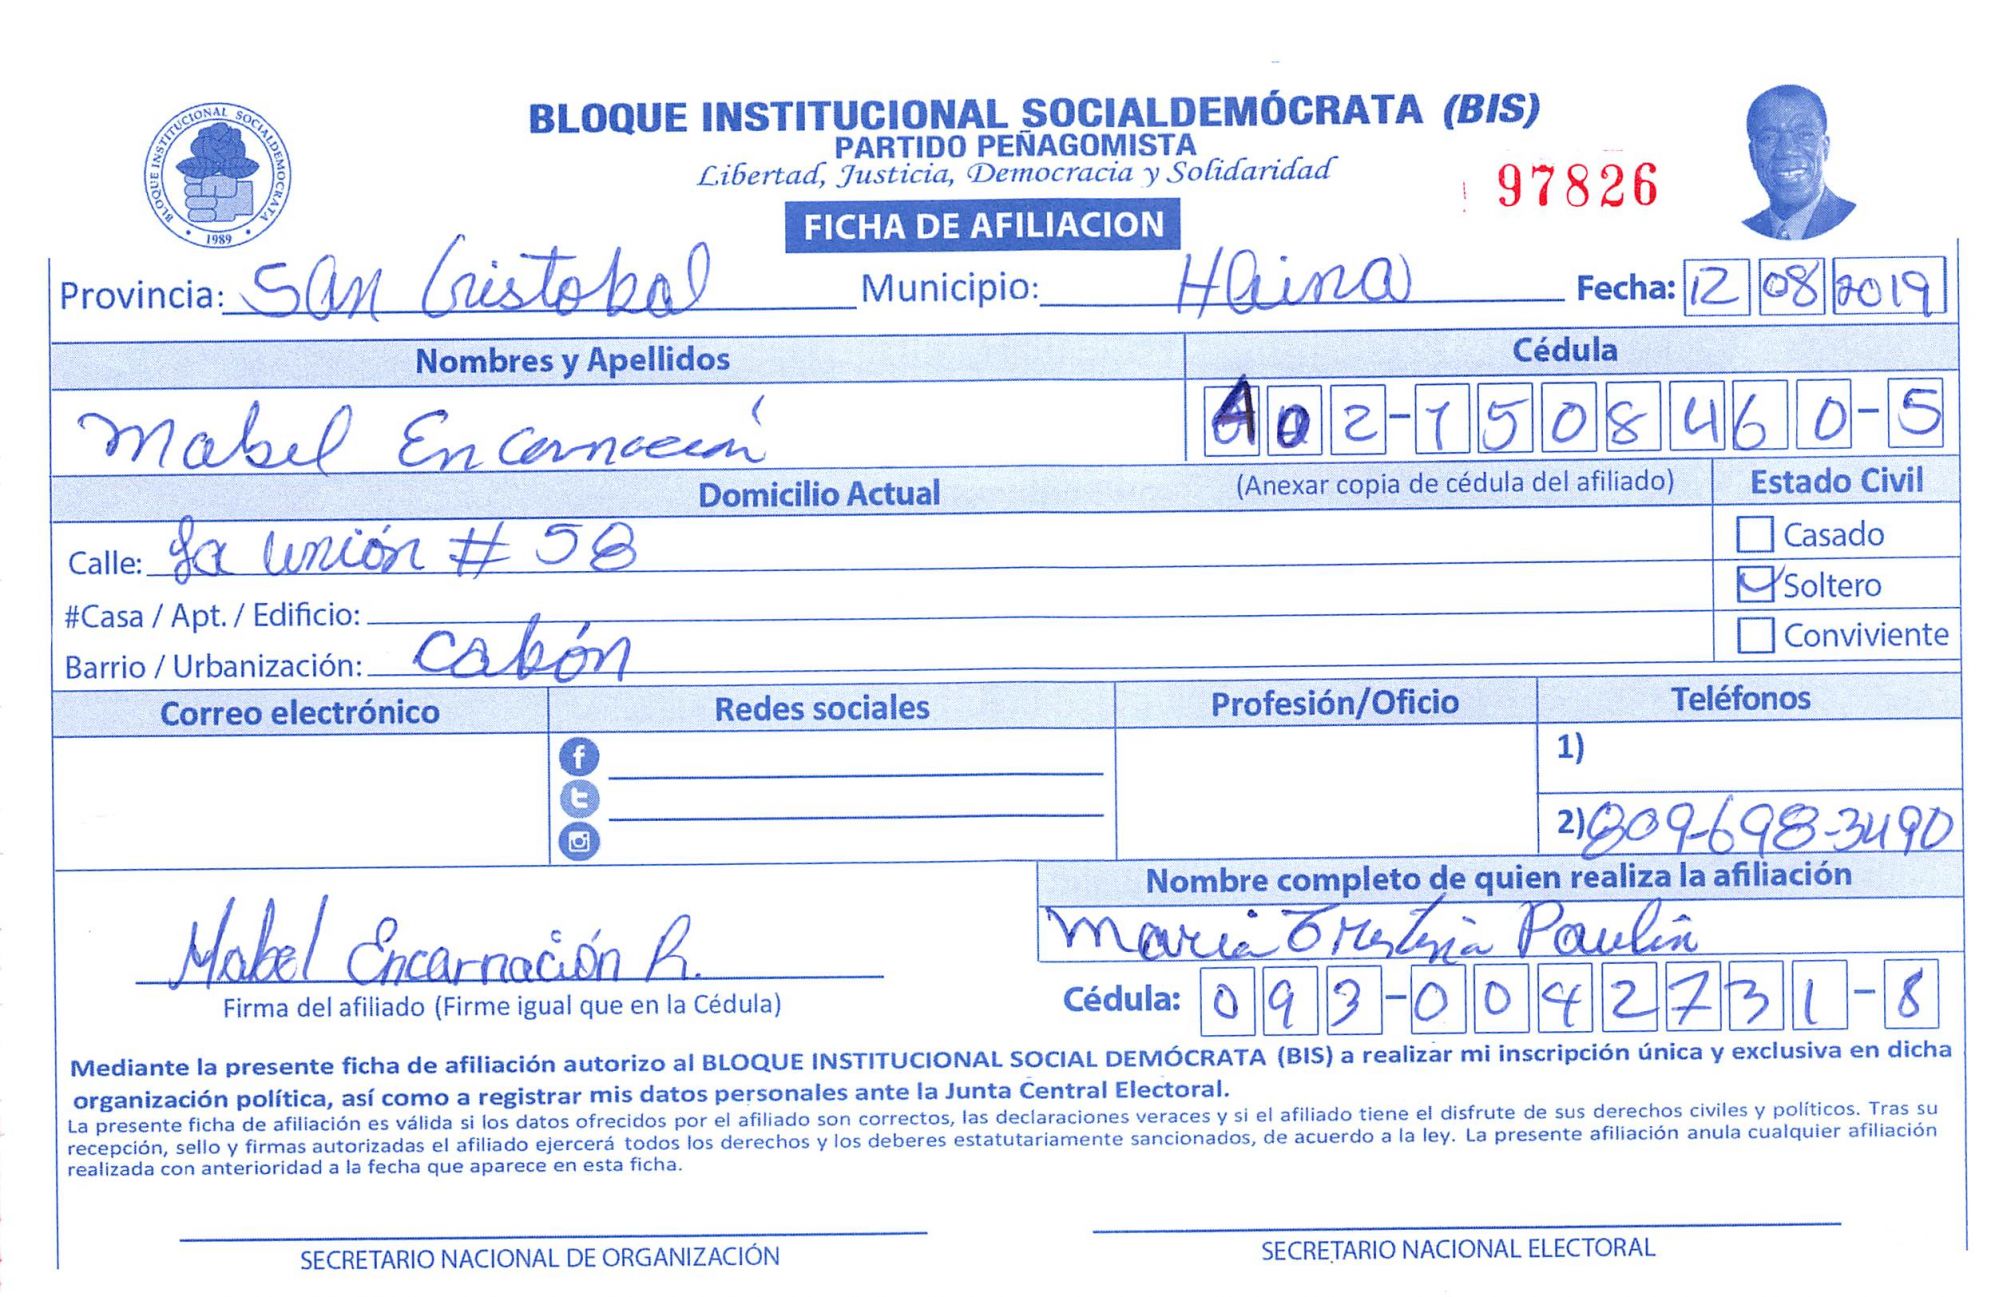 BLOQUE INSTITUCIONAL SOCIALDEMÓCRATA (BIS)
PARTIDO PEÑAGOMISTA
Libertad, Justicia, Democracia y Solidaridad
97826
BLOQUE INSTITUCIONAL SOCIALDEMOCRATA
1989
FICHA DE AFILIACION
Provincia: San Cristobal Municipio: Haina Fecha: 12 08 2019
Nombres y Apellidos Cédula
Mabel Encarnación 402-1508460-5
Domicilio Actual (Anexar copia de cédula del afiliado) Estado Civil
Calle: La unión # 58 Casado
#Casa / Apt. / Edificio: Soltero
Barrio / Urbanización: Cabón Conviviente
Correo electrónico Redes sociales Profesión/Oficio Teléfonos
1)
2) 809-698-3490
Nombre completo de quien realiza la afiliación
Maria Paulin
Mabel Encarnación R.
Firma del afiliado (Firme igual que en la Cédula) Cédula: 093-0042731-8
Mediante la presente ficha de afiliación autorizo al BLOQUE INSTITUCIONAL SOCIAL DEMÓCRATA (BIS) a realizar mi inscripción única y exclusiva en dicha
organización política, así como a registrar mis datos personales ante la Junta Central Electoral.
La presente ficha de afiliación es válida si los datos ofrecidos por el afiliado son correctos, las declaraciones veraces y si el afiliado tiene el disfrute de sus derechos civiles y políticos. Tras su
recepción, sello y firmas autorizadas el afiliado ejercerá todos los derechos y los deberes estatutariamente sancionados, de acuerdo a la ley. La presente afiliación anula cualquier afiliación
realizada con anterioridad a la fecha que aparece en esta ficha.
SECRETARIO NACIONAL DE ORGANIZACIÓN SECRETARIO NACIONAL ELECTORAL